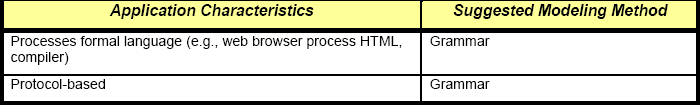 Application Characteristics Suggested Modeling Method
Processes formal language (e.g., web browser process HTML, Grammar
compiler)
Protocol-based Grammar